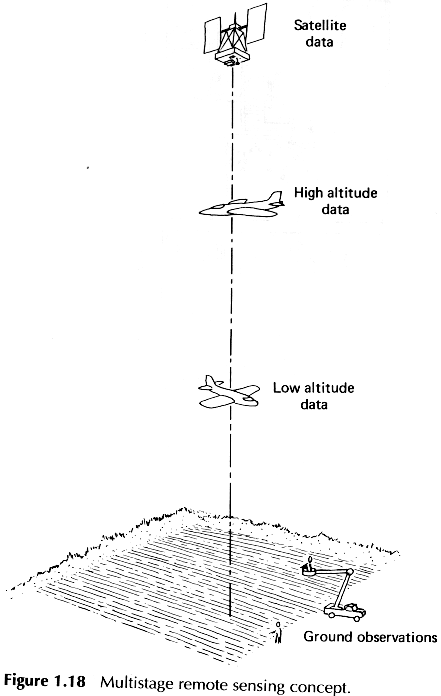 Satellite
data
High altitude
data
Low altitude
data
Ground observations
Figure 1.18 Multistage remote sensing concept.